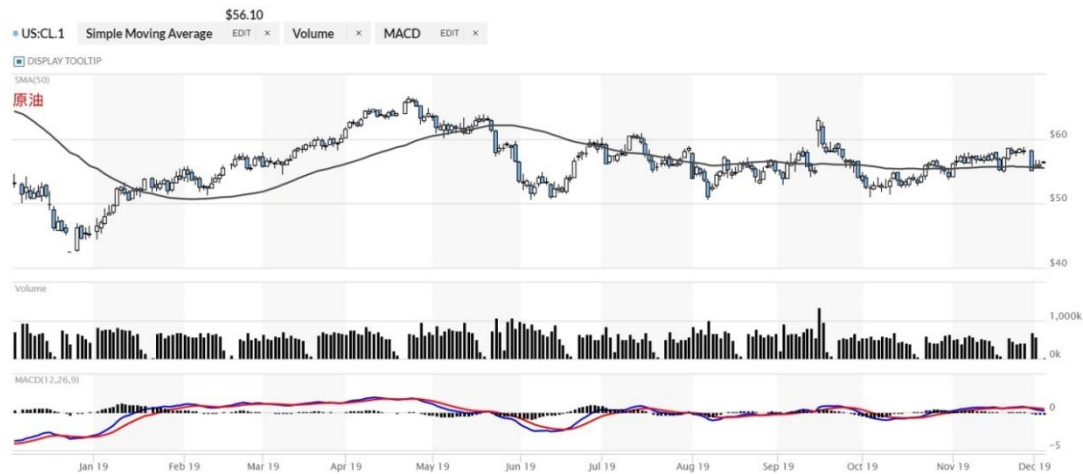 $56.10
US:CL.1 Simple Moving Average EDIT × Volume × MACD EDIT ×
DISPLAY TOOLTIP
SMA(50)
原油
$60
$50
$40
Volume
1,000k
0k
MACD(12,26,9)
0
-5
Jan 19 Feb 19 Mar 19 Apr 19 May 19 Jun 19 Jul 19 Aug 19 Sep 19 Oct 19 Nov 19 Dec 19